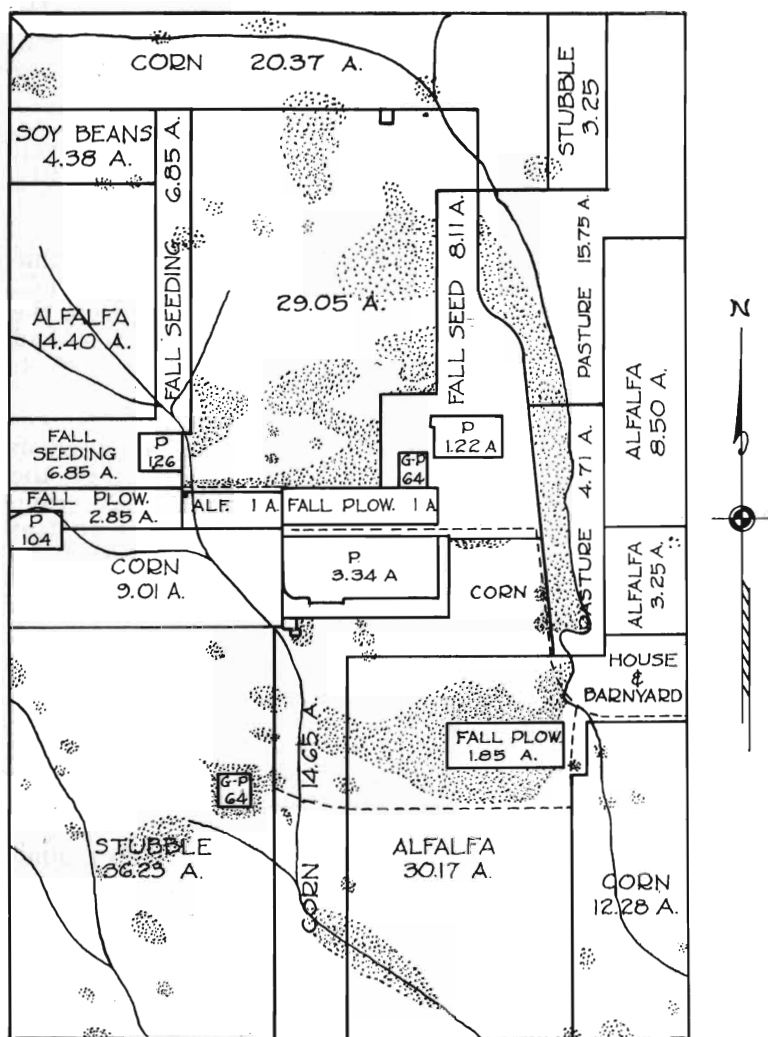 CORN 20.37 A.
STUBBLE
3.25
SOY BEANS
4.38 A.
FALL SEEDING 6.85 A.
FALL SEED 8.11 A.
PASTURE 15.75 A.
29.05 A.
ALFALFA
14.40 A.
ALFALFA
8.50 A.
N
FALL
SEEDING
6.85 A.
P
126
P
1.22 A
G-P
64
PASTURE 4.71 A.
FALL PLOW.
2.85 A.
ALF. 1 A.
FALL PLOW. 1 A.
P
104
CORN
9.01 A.
P.
3.34 A
CORN
ALFALFA
3.25 A.
HOUSE
&
BARNYARD
CORN 14.65 A.
FALL PLOW.
1.85 A.
G-P
64
STUBBLE
36.23 A.
ALFALFA
30.17 A.
CORN
12.28 A.